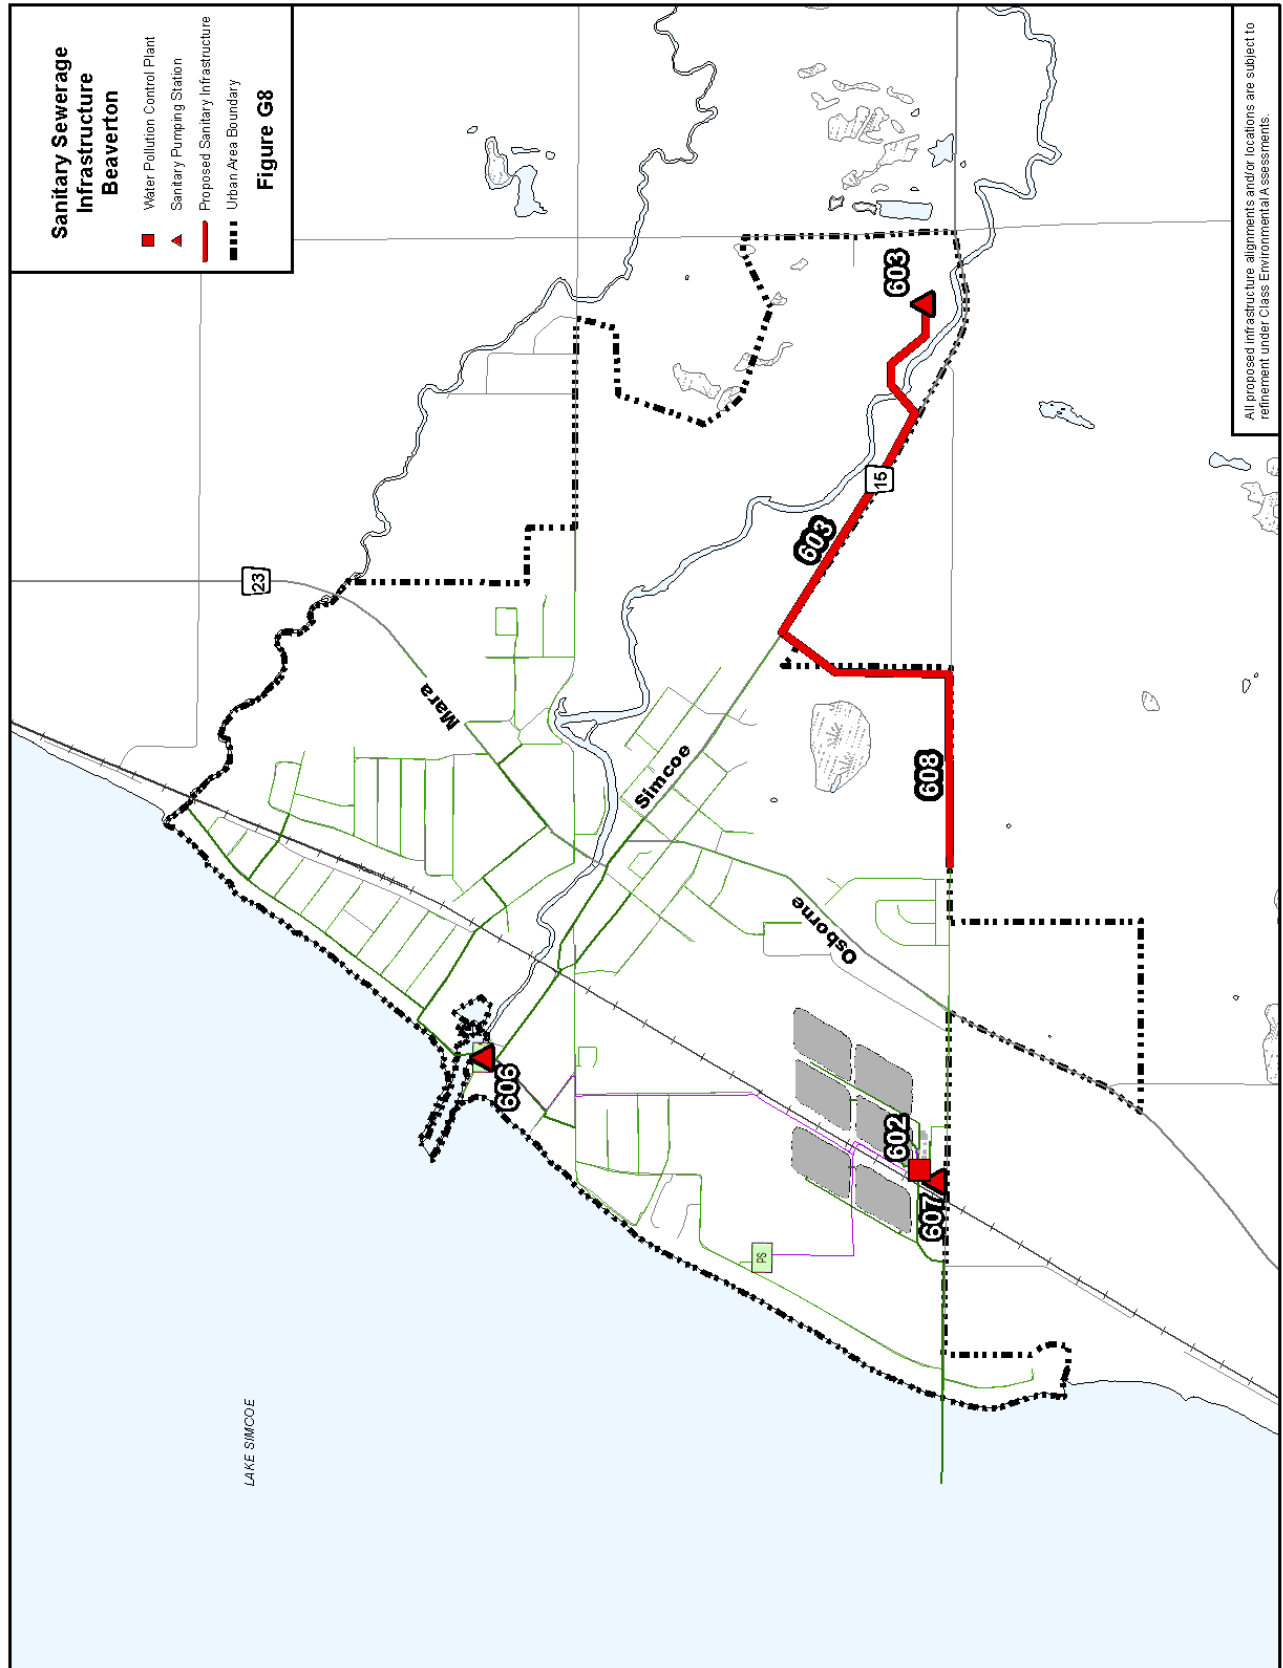 Sanitary Sewerage
Infrastructure
Beaverton
Water Pollution Control Plant
Sanitary Pumping Station
Proposed Sanitary Infrastructure
Urban Area Boundary
Figure G8
All proposed infrastructure alignments and/or locations are subject to
refinement under Class Environmental Assessments.
23
Mara
603
15
603
Simcoe
608
Osborne
606
602
607
PS
LAKE SIMCOE